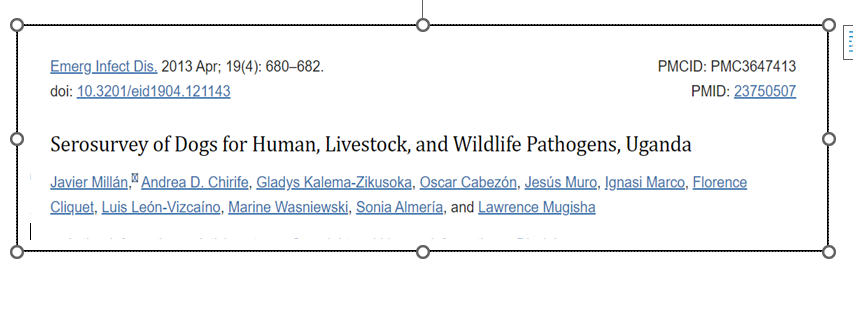 Emerg Infect Dis. 2013 Apr; 19(4): 680–682.
PMCID: PMC3647413
doi: 10.3201/eid1904.121143
PMID: 23750507
Serosurvey of Dogs for Human, Livestock, and Wildlife Pathogens, Uganda
Javier Millán, Andrea D. Chirife, Gladys Kalema-Zikusoka, Oscar Cabezón, Jesús Muro, Ignasi Marco, Florence
Cliquet, Luis León-Vizcaíno, Marine Wasniewski, Sonia Almería, and Lawrence Mugisha